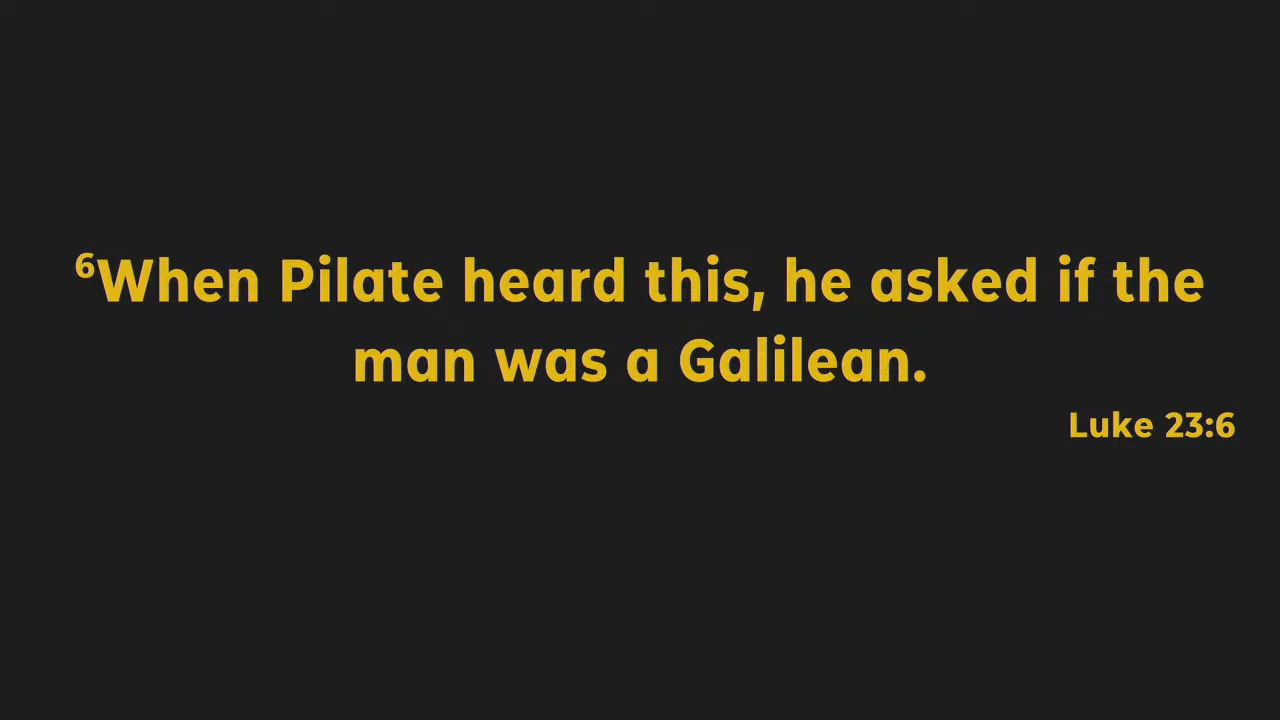 ⁶When Pilate heard this, he asked if the
man was a Galilean.
Luke 23:6